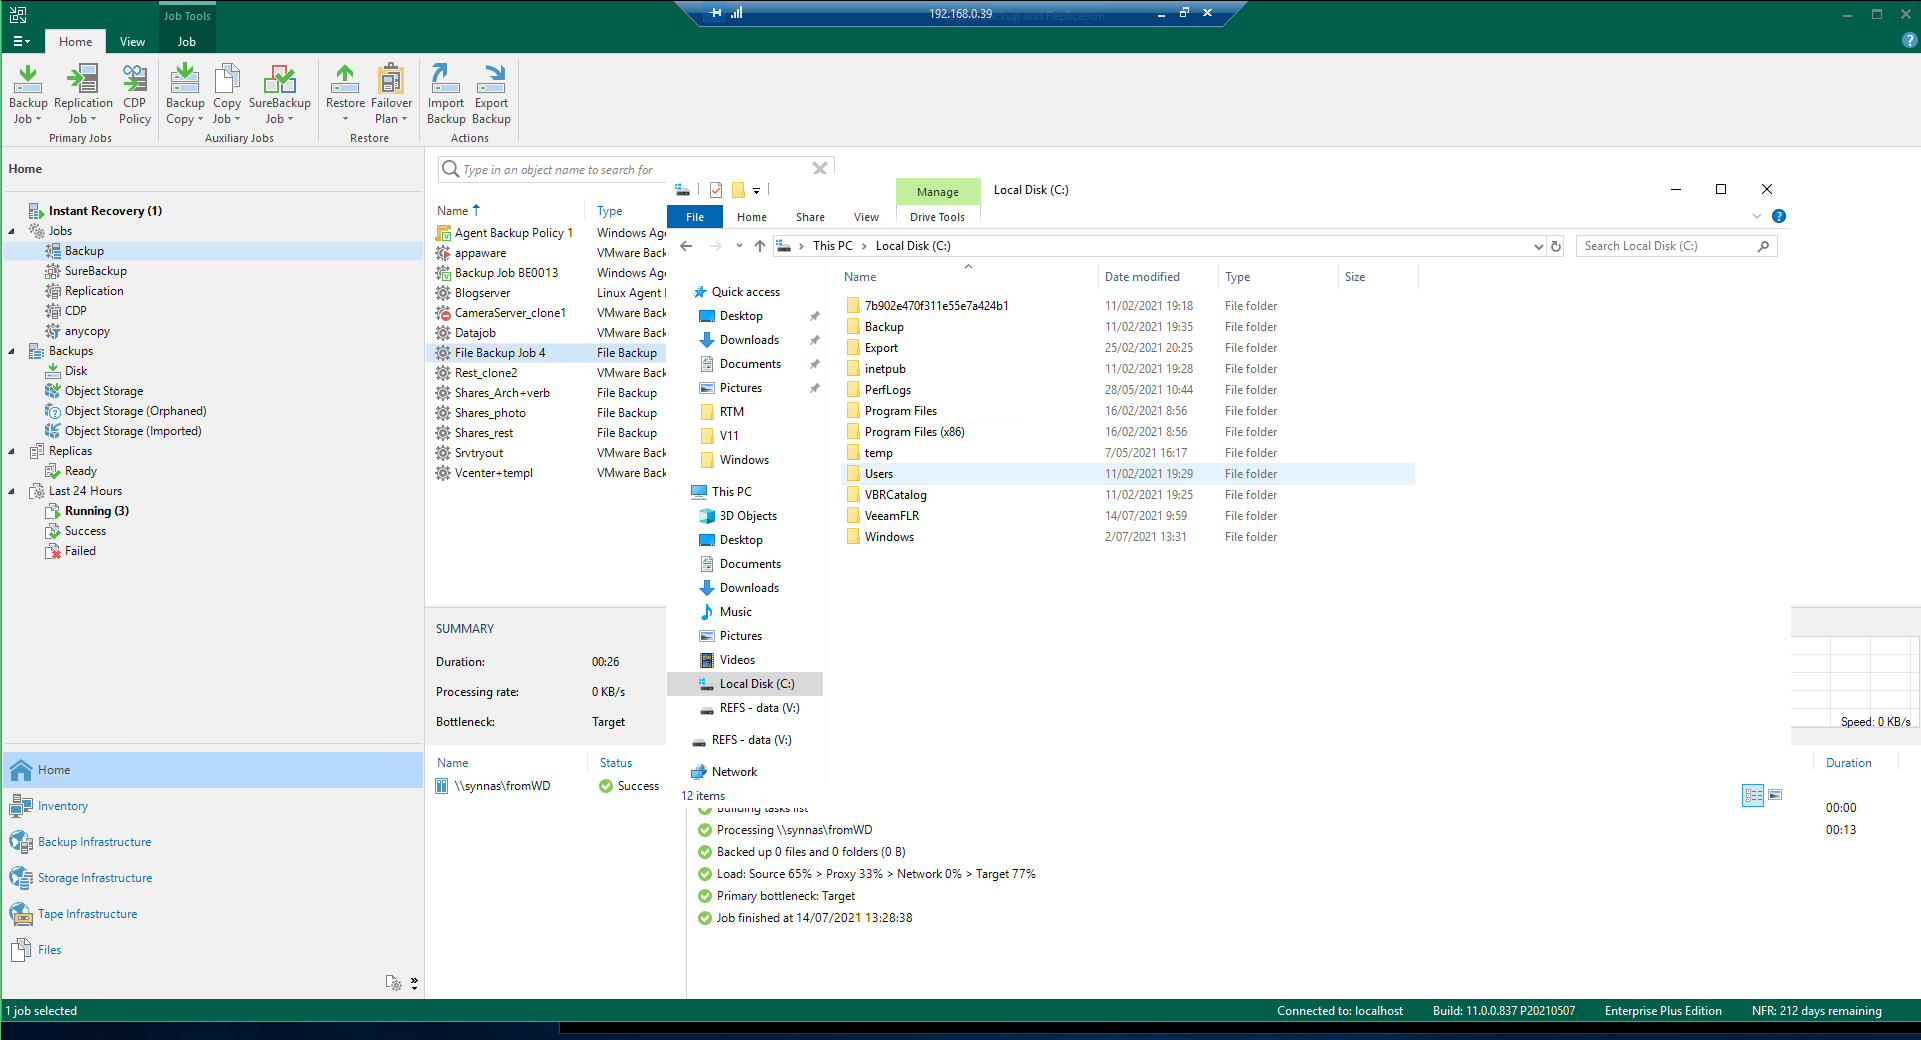 Job Tools
192.168.0.39
ckup and Replication
Home
View
Job
Backup Job
Replication Job
CDP Policy
Backup Copy
Copy Job
SureBackup Job
Restore
Failover Plan
Import Backup
Export Backup
Primary Jobs
Auxiliary Jobs
Restore
Actions
Home
Instant Recovery (1)
Jobs
Backup
SureBackup
Replication
CDP
anycopy
Backups
Disk
Object Storage
Object Storage (Orphaned)
Object Storage (Imported)
Replicas
Ready
Last 24 Hours
Running (3)
Success
Failed
Home
Inventory
Backup Infrastructure
Storage Infrastructure
Tape Infrastructure
Files
Type in an object name to search for
Name
Type
Agent Backup Policy 1 Windows Age
appaware VMware Back
Backup Job BE0013 Windows Age
Blogserver Linux Agent
CameraServer_clone1 VMware Back
Datajob VMware Back
File Backup Job 4 File Backup
Rest_clone2 VMware Back
Shares_Arch+verb File Backup
Shares_photo File Backup
Shares_rest File Backup
Srvtryout VMware Back
Vcenter+templ VMware Back
SUMMARY
Duration: 00:26
Processing rate: 0 KB/s
Bottleneck: Target
Name Status
\\synnas\fromWD Success
Manage
Local Disk (C:)
File
Home
Share
View
Drive Tools
This PC
Local Disk (C:)
Search Local Disk (C:)
Quick access
Desktop
Downloads
Documents
Pictures
RTM
V11
Windows
This PC
3D Objects
Desktop
Documents
Downloads
Music
Pictures
Videos
Local Disk (C:)
REFS - data (V:)
REFS - data (V:)
Network
12 items
Name Date modified Type Size
7b902e470f311e55e7a424b1 11/02/2021 19:18 File folder
Backup 11/02/2021 19:35 File folder
Export 25/02/2021 20:25 File folder
inetpub 11/02/2021 19:28 File folder
PerfLogs 28/05/2021 10:44 File folder
Program Files 16/02/2021 8:56 File folder
Program Files (x86) 16/02/2021 8:56 File folder
temp 7/05/2021 16:17 File folder
Users 11/02/2021 19:29 File folder
VBRCatalog 11/02/2021 19:25 File folder
VeeamFLR 14/07/2021 9:59 File folder
Windows 2/07/2021 13:31 File folder
Speed: 0 KB/s
Duration
Building tasks list 00:00
Processing \\synnas\fromWD 00:13
Backed up 0 files and 0 folders (0 B)
Load: Source 65% > Proxy 33% > Network 0% > Target 77%
Primary bottleneck: Target
Job finished at 14/07/2021 13:28:38
1 job selected
Connected to: localhost
Build: 11.0.0.837 P20210507
Enterprise Plus Edition
NFR: 212 days remaining